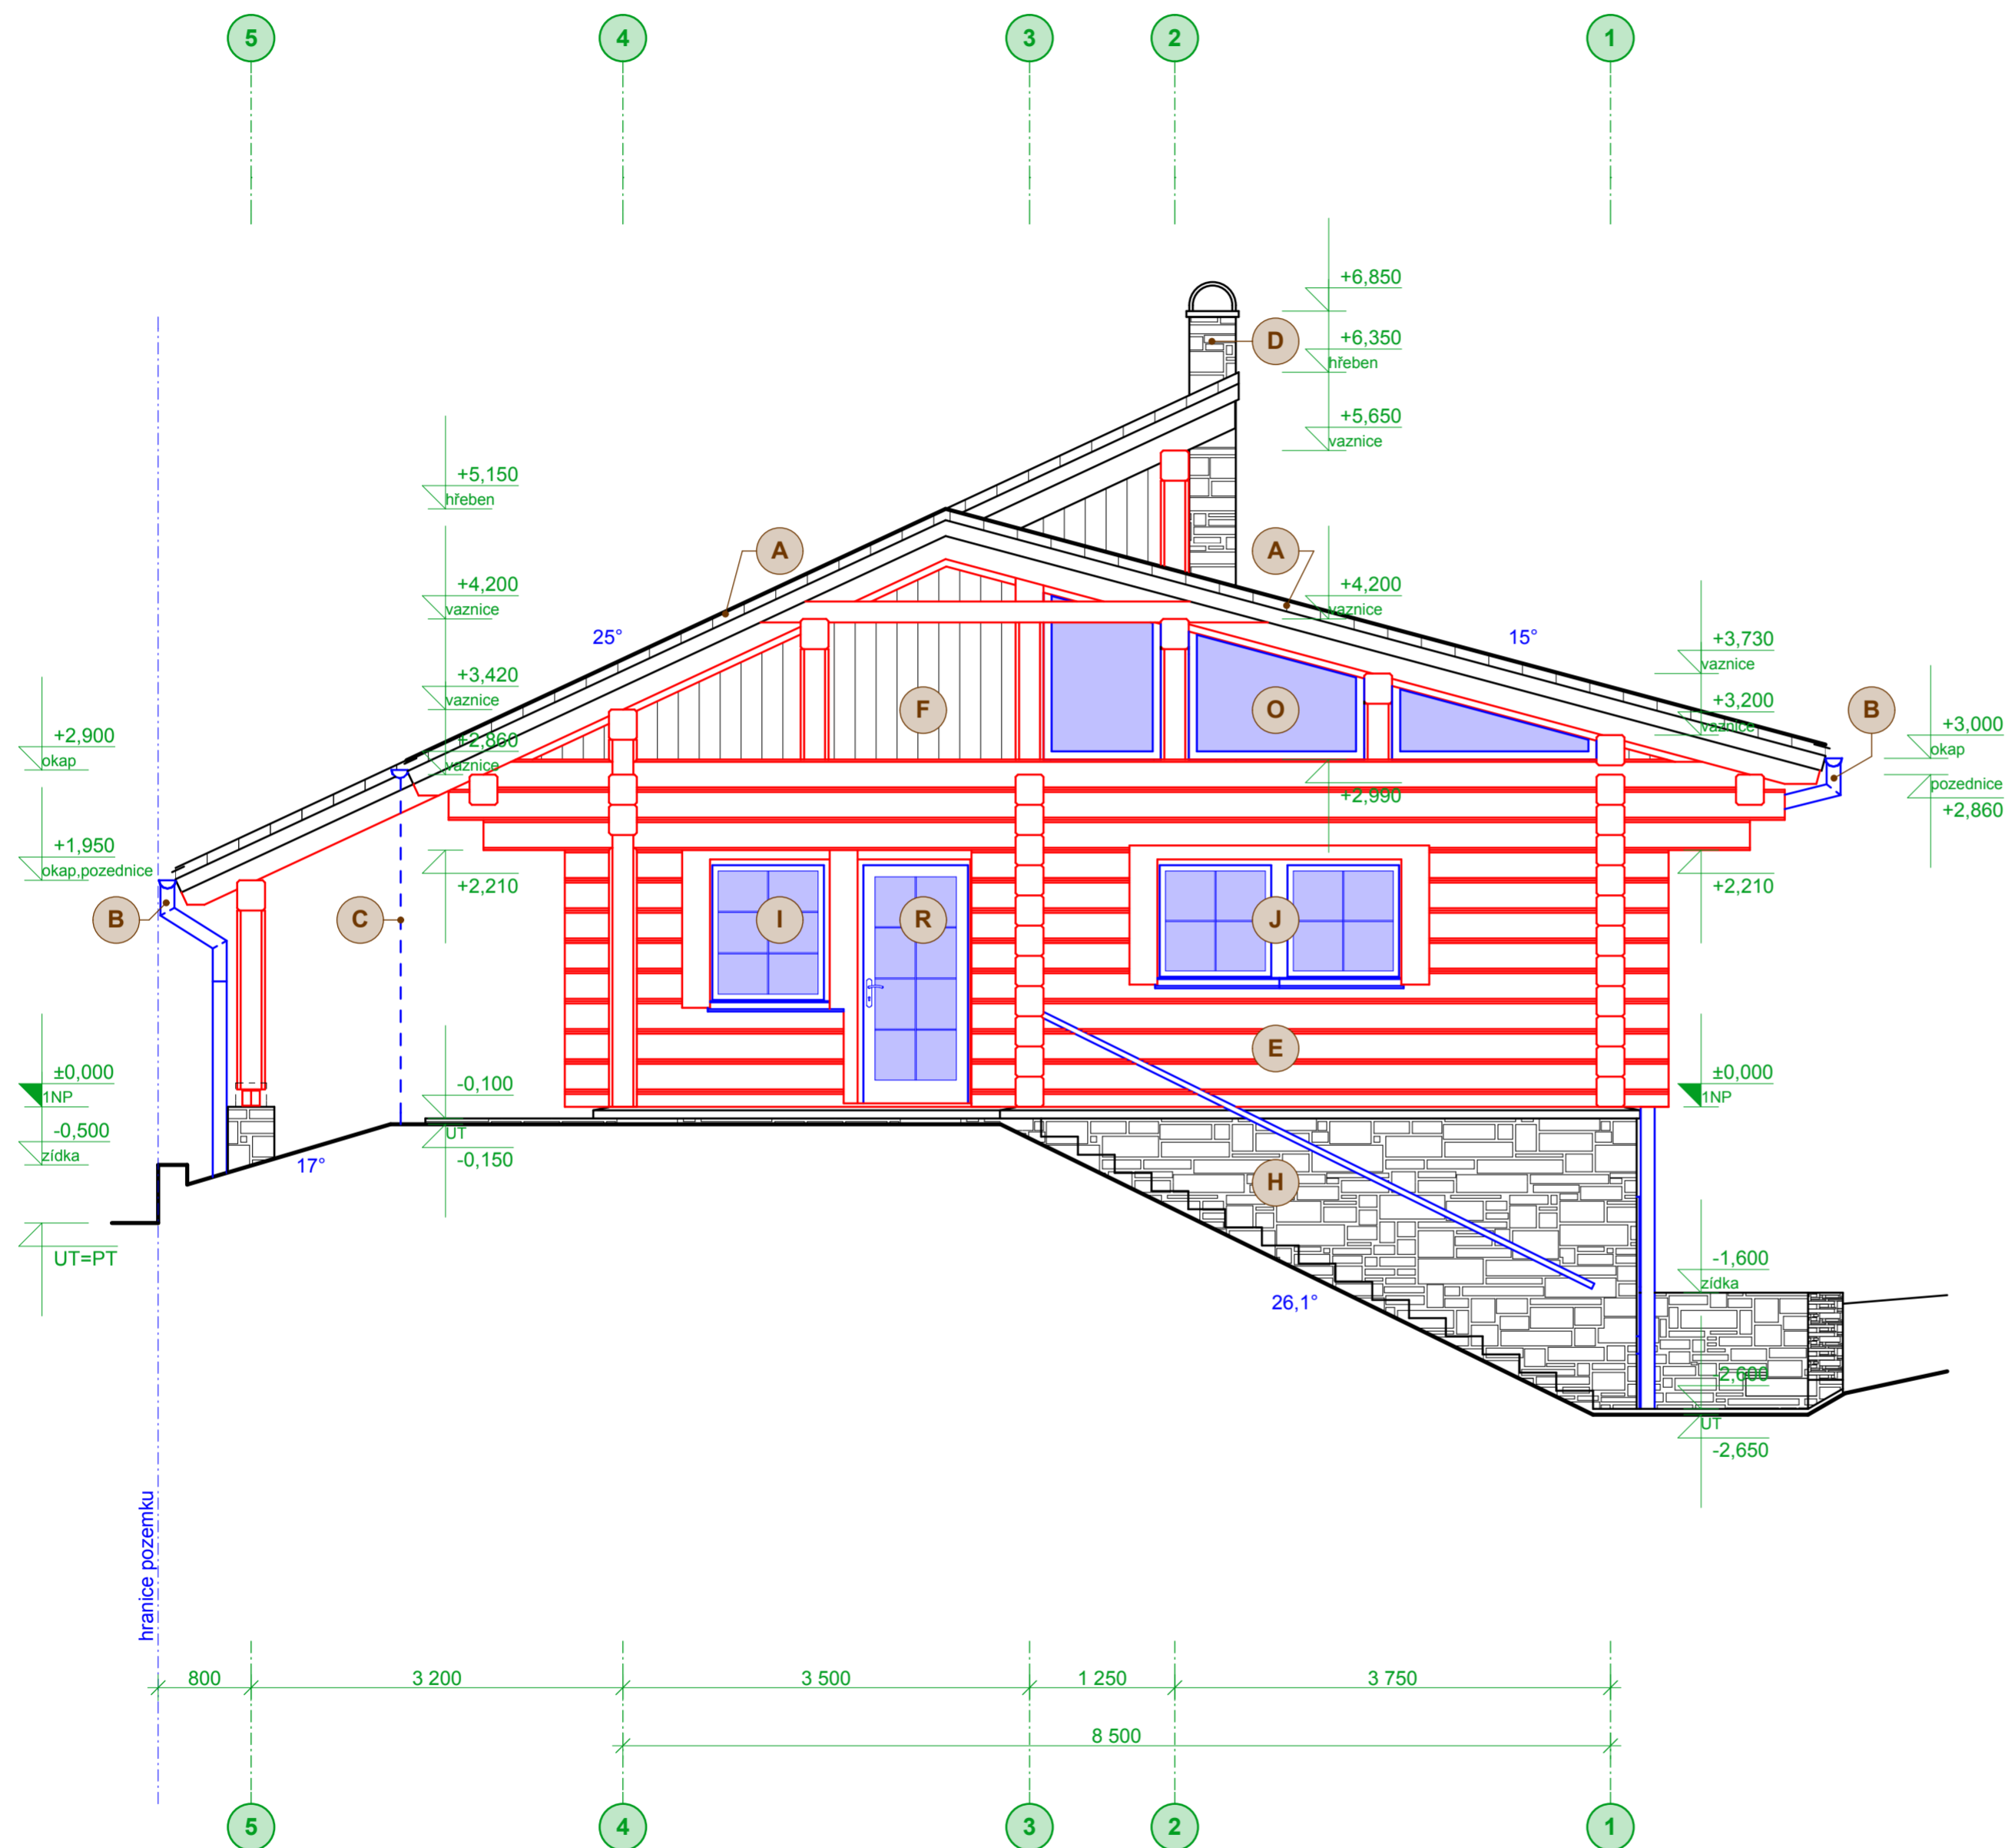 5 4 3 2 1
+6,850
D
+6,350
hřeben
+5,650
vaznice
+5,150
hřeben
A
A
+4,200
vaznice
+4,200
vaznice
25°
15°
+3,730
vaznice
+3,420
vaznice
F
O
+3,200
vaznice
B
+2,900
okap
+2,860
vaznice
+3,000
okap
pozednice
+2,860
+2,990
+1,950
okap,pozednice
+2,210
+2,210
B
C
I
R
J
E
±0,000
1NP
-0,100
UT
-0,150
±0,000
1NP
-0,500
zídka
17°
H
UT=PT
-1,600
zídka
26,1°
-2,600
UT
-2,650
hranice pozemku
800 3 200 3 500 1 250 3 750
8 500
5 4 3 2 1